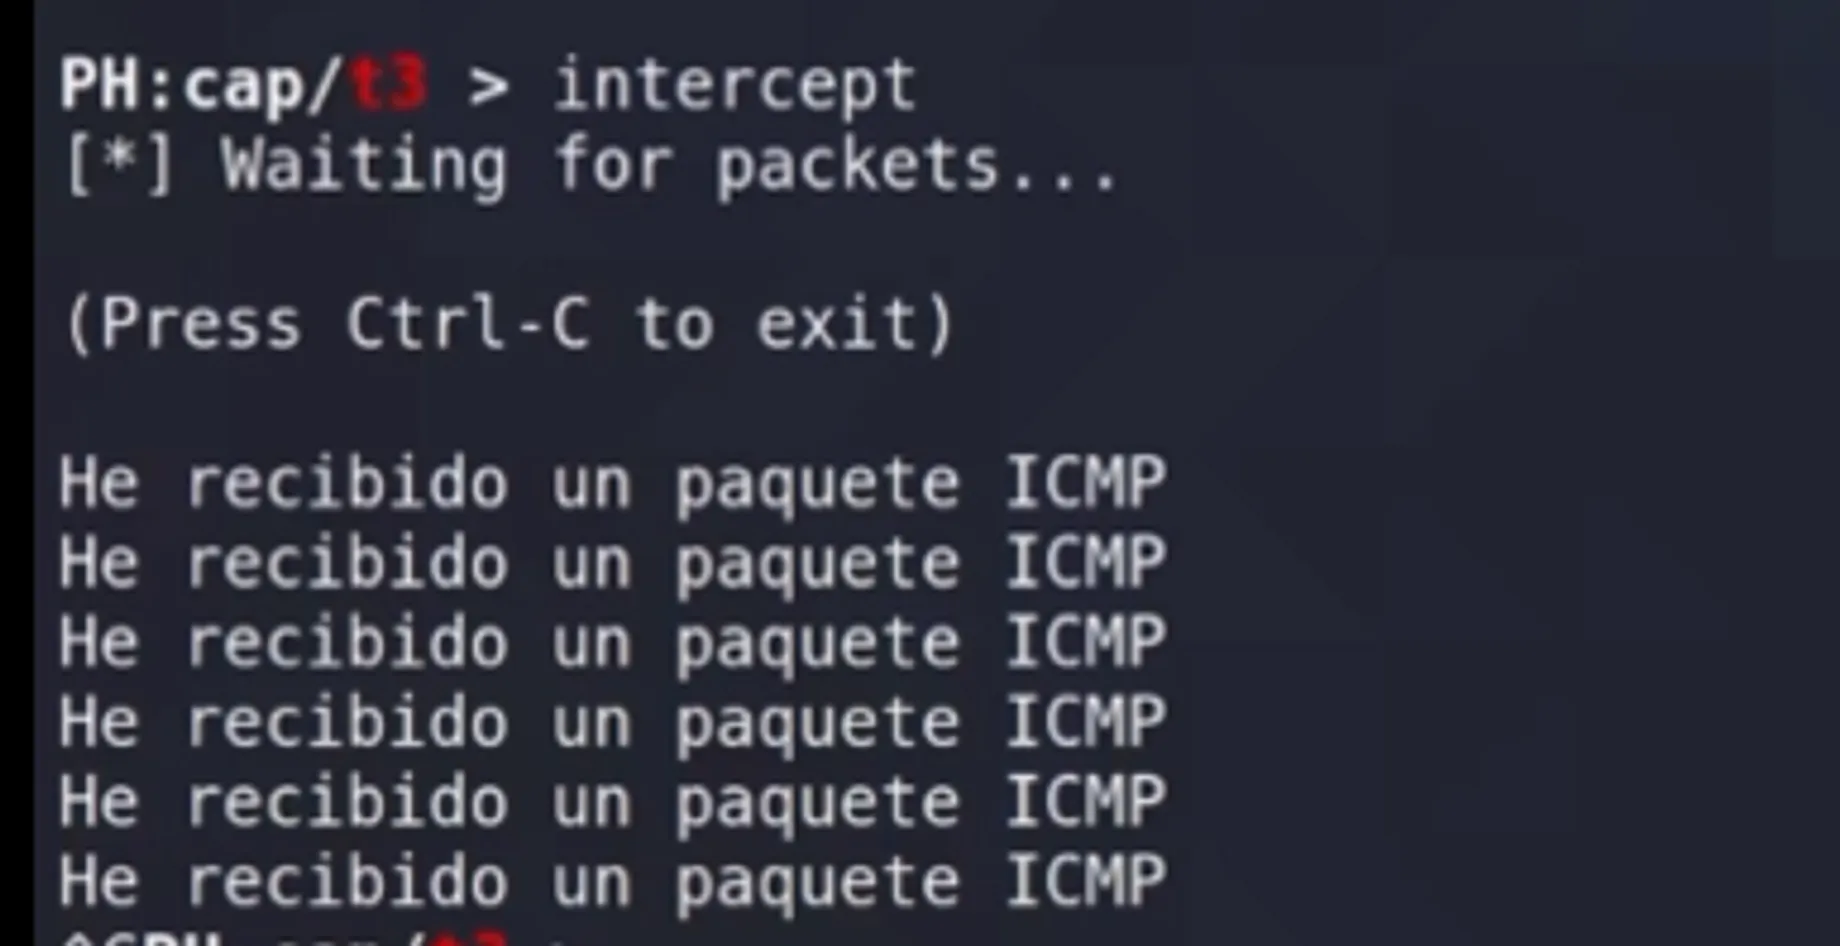 PH:cap/t3 > intercept
[*] Waiting for packets...
(Press Ctrl-C to exit)
He recibido un paquete ICMP
He recibido un paquete ICMP
He recibido un paquete ICMP
He recibido un paquete ICMP
He recibido un paquete ICMP
He recibido un paquete ICMP